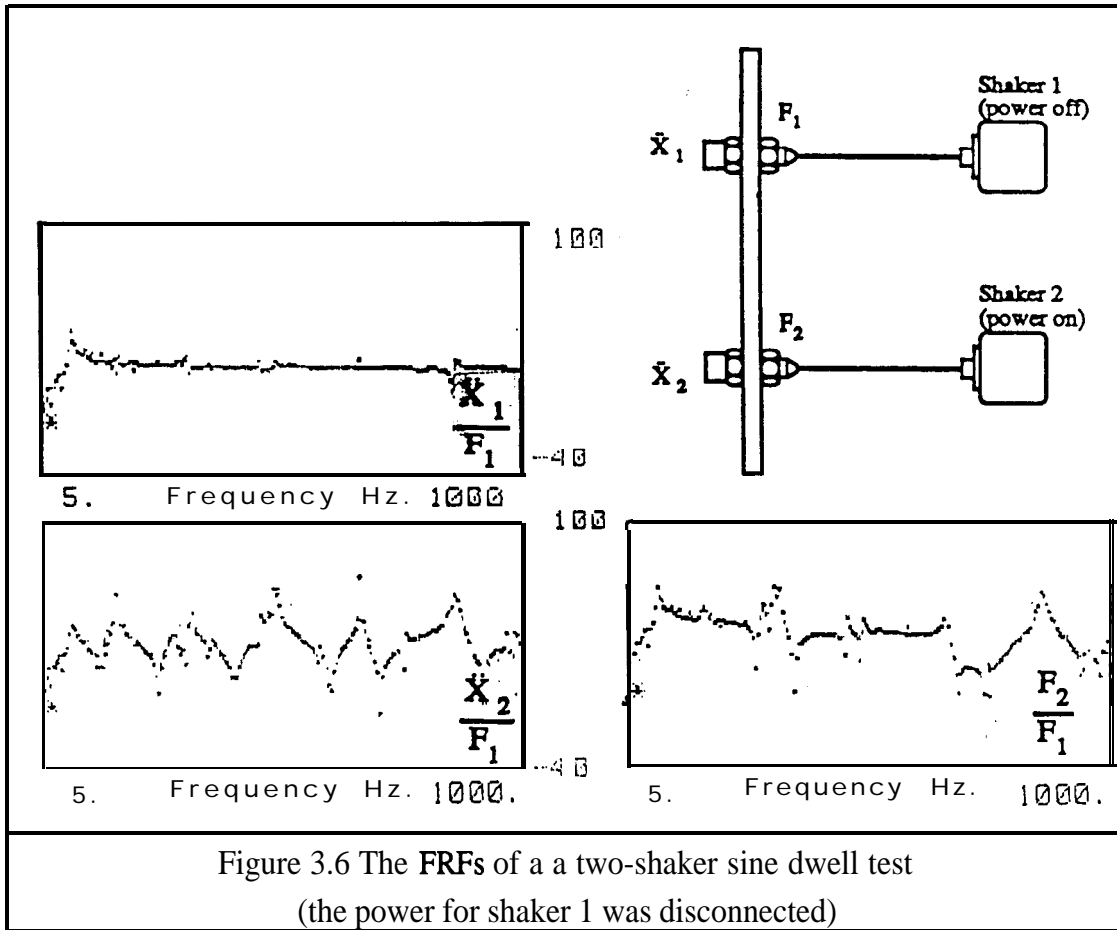 Shaker 1
(power off)
F1
Ẍ1
Shaker 2
(power on)
F2
Ẍ2
100
Ẍ1
F1
-40
5. Frequency Hz. 1000
100
Ẍ2
F1
-40
5. Frequency Hz. 1000.
F2
F1
5. Frequency Hz. 1000.
Figure 3.6 The FRFs of a a two-shaker sine dwell test
(the power for shaker 1 was disconnected)